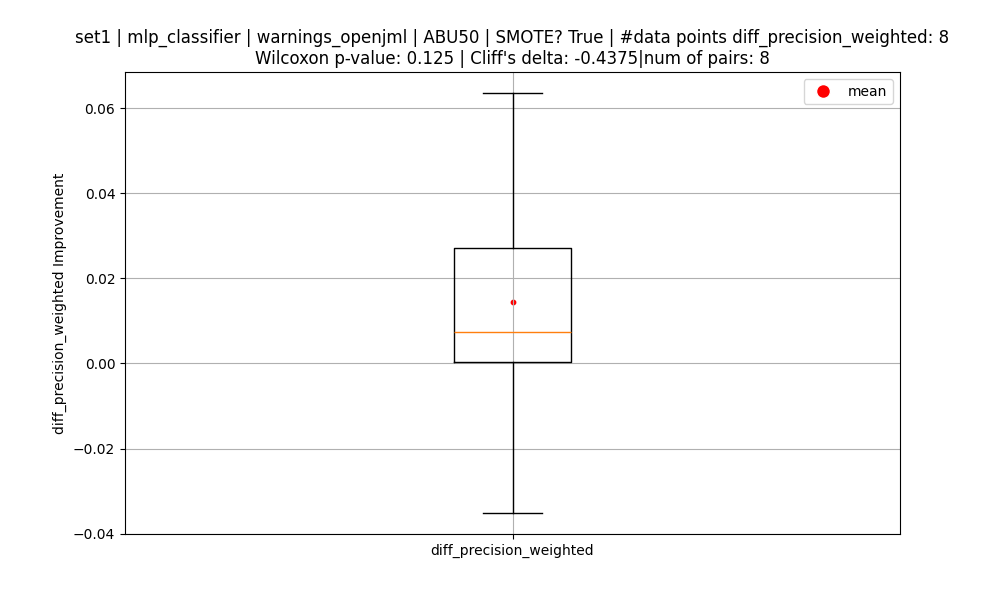 set1 | mlp_classifier | warnings_openjml | ABU50 | SMOTE? True | #data points diff_precision_weighted: 8
Wilcoxon p-value: 0.125 | Cliff's delta: -0.4375|num of pairs: 8
mean
0.06
0.04
0.02
0.00
−0.02
−0.04
diff_precision_weighted Improvement
diff_precision_weighted